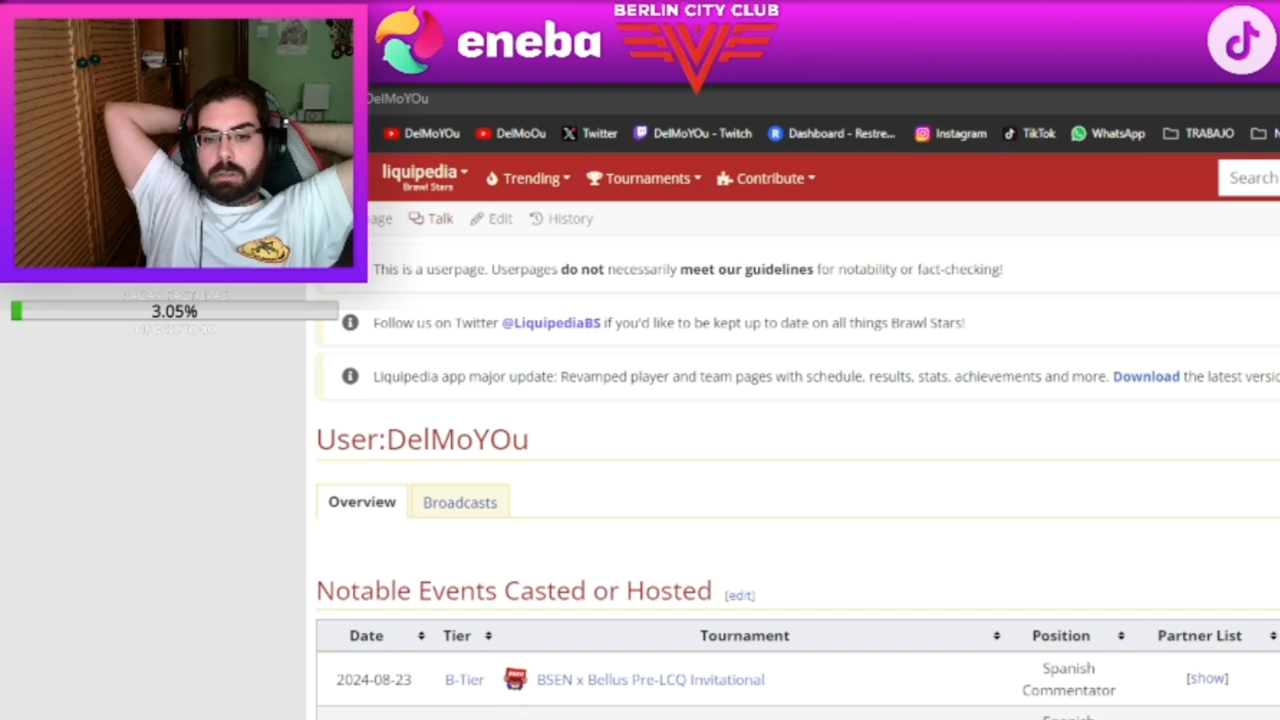 BERLIN CITY CLUB
eneba
DelMoYOu
DelMoYOu
DelMoOu
Twitter
DelMoYOu - Twitch
Dashboard - Restre...
Instagram
TikTok
WhatsApp
TRABAJO
liquipedia
Brawl Stars
Trending
Tournaments
Contribute
Search
Talk
Edit
History
This is a userpage. Userpages do not necessarily meet our guidelines for notability or fact-checking!
3.05%
Follow us on Twitter @LiquipediaBS if you'd like to be kept up to date on all things Brawl Stars!
Liquipedia app major update: Revamped player and team pages with schedule, results, stats, achievements and more. Download the latest versio
User:DelMoYOu
Overview
Broadcasts
Notable Events Casted or Hosted [edit]
Date Tier Tournament Position Partner List
2024-08-23 B-Tier BSEN x Bellus Pre-LCQ Invitational Spanish Commentator [show]